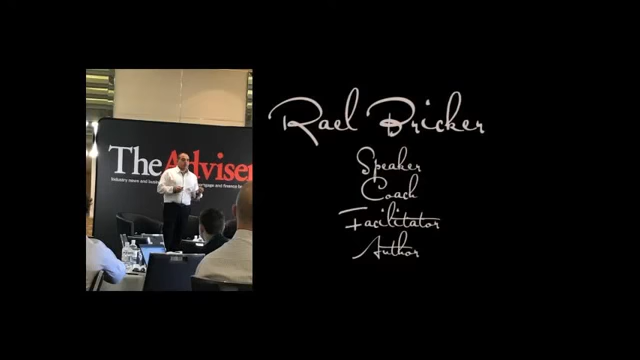 Rael Bricker
Speaker
Coach
Facilitator
Author
TheAdviser